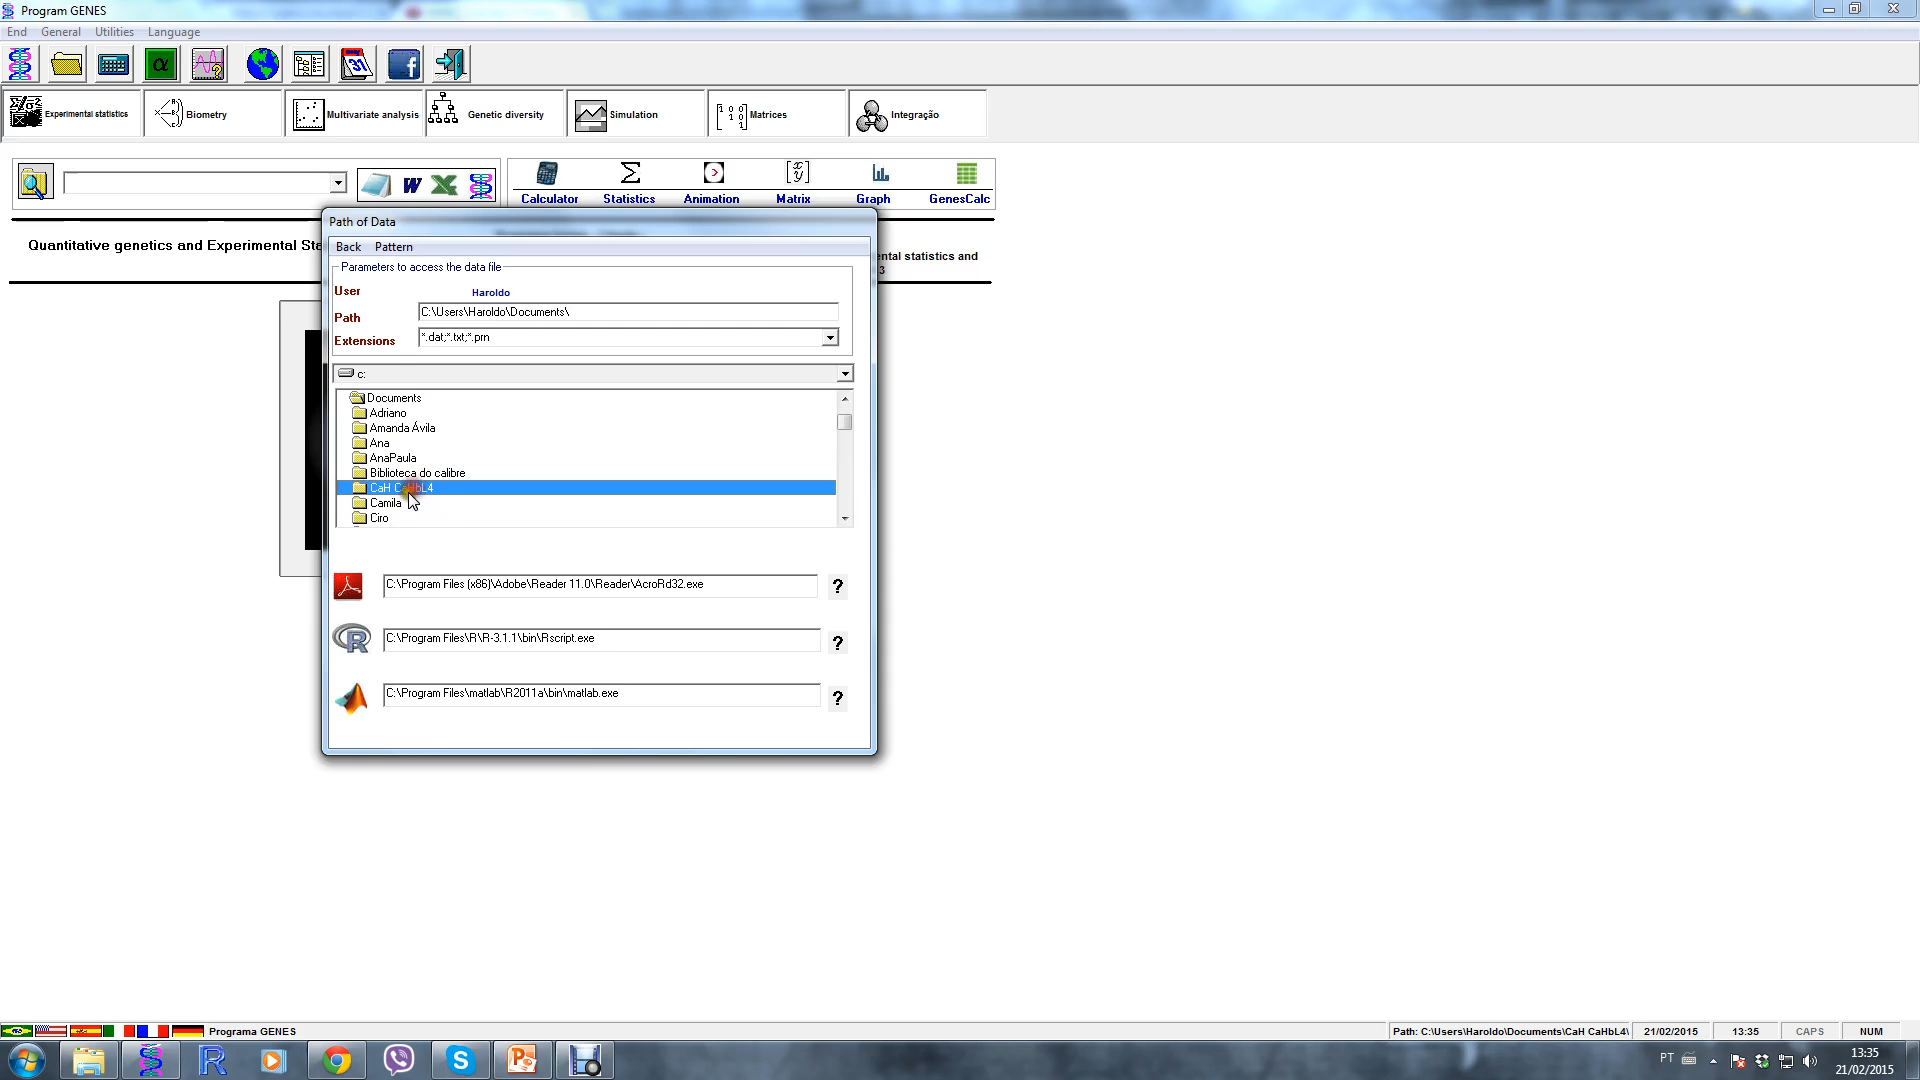 Program GENES
End General Utilities Language
Experimental statistics
Biometry
Multivariate analysis
Genetic diversity
Simulation
Matrices
Integração
Calculator Statistics Animation Matrix Graph GenesCalc
Quantitative genetics and Experimental Sta
ental statistics and
3
Path of Data
Back Pattern
Parameters to access the data file
User Haroldo
Path C:\Users\Haroldo\Documents\
Extensions *.dat;*.txt;*.prn
c:
Documents
Adriano
Amanda Ávila
Ana
AnaPaula
Biblioteca do calibre
CaH CaHbL4
Camila
Ciro
C:\Program Files (x86)\Adobe\Reader 11.0\Reader\AcroRd32.exe ?
C:\Program Files\R\R-3.1.1\bin\Rscript.exe ?
C:\Program Files\matlab\R2011a\bin\matlab.exe ?
Programa GENES
Path: C:\Users\Haroldo\Documents\CaH CaHbL4\ 21/02/2015 13:35 CAPS NUM
PT
13:35
21/02/2015